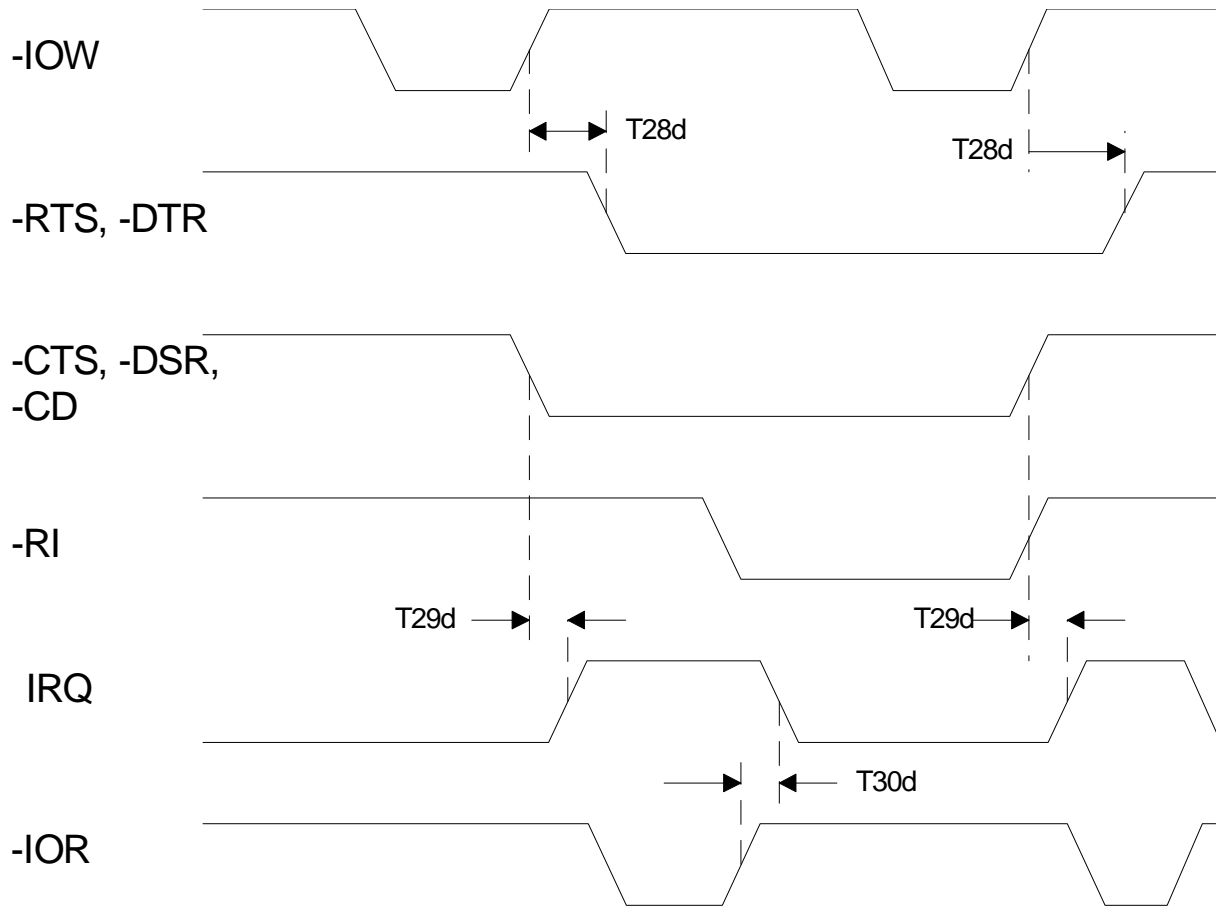 -IOW
T28d
T28d
-RTS, -DTR
-CTS, -DSR,
-CD
-RI
T29d
T29d
IRQ
T30d
-IOR